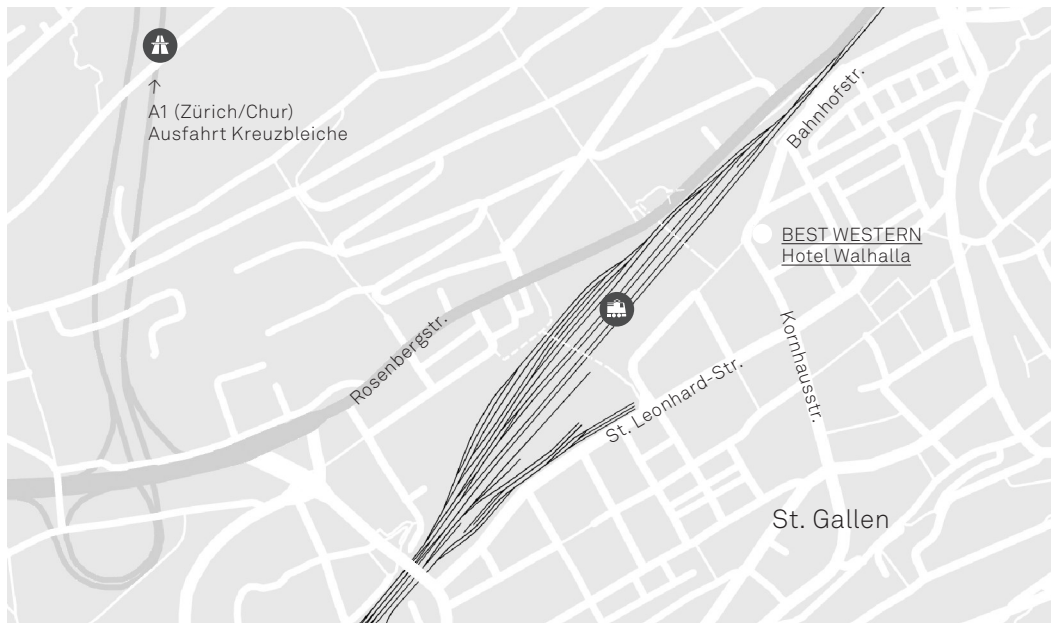 A1 (Zürich/Chur)
Ausfahrt Kreuzbleiche
Bahnhofstr.
BEST WESTERN
Hotel Walhalla
Rosenbergstr.
Kornhausstr.
St. Leonhard-Str.
St. Gallen